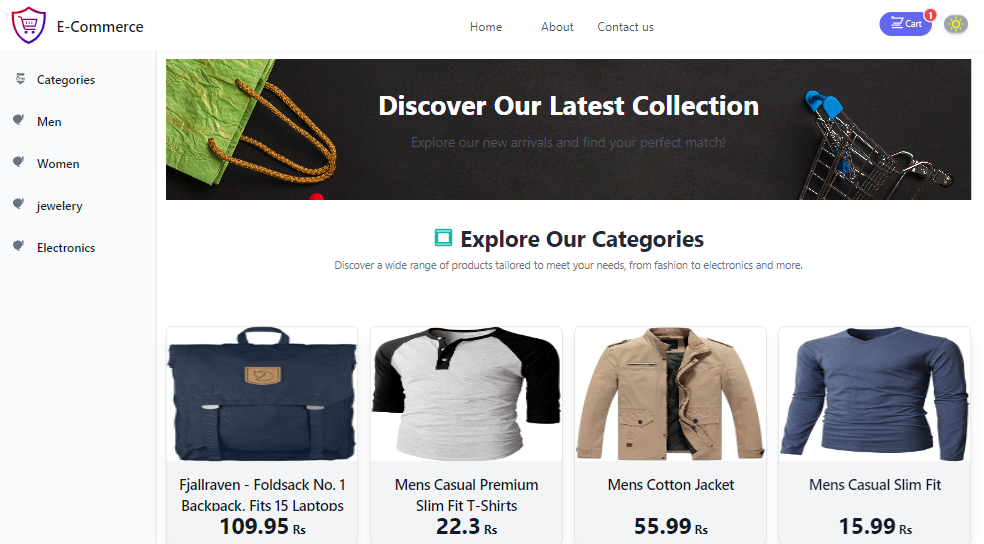 E-Commerce
Home
About
Contact us
Cart
1
Categories
Men
Women
jewelery
Electronics
Discover Our Latest Collection
Explore our new arrivals and find your perfect match!
Explore Our Categories
Discover a wide range of products tailored to meet your needs, from fashion to electronics and more.
Fjallraven - Foldsack No. 1
Backpack, Fits 15 Laptops
109.95 Rs
Mens Casual Premium
Slim Fit T-Shirts
22.3 Rs
Mens Cotton Jacket
55.99 Rs
Mens Casual Slim Fit
15.99 Rs